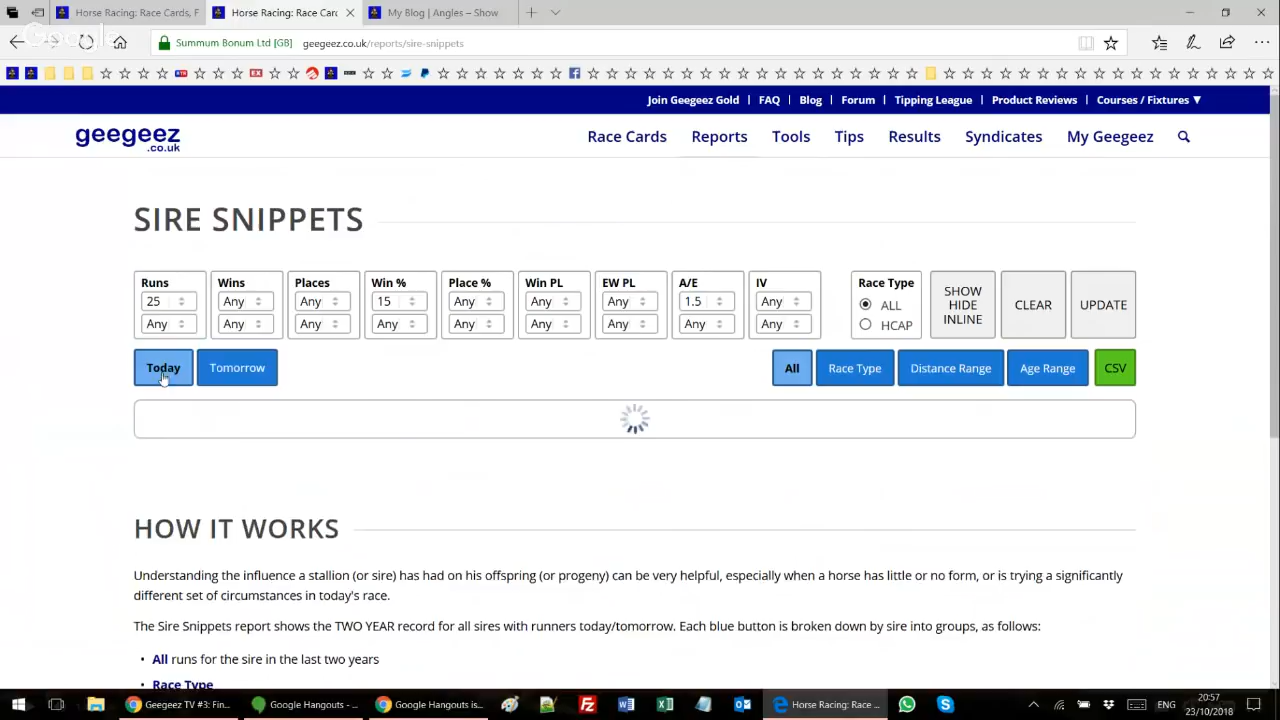 Horse Racing: Race Cards, F
Horse Racing: Race Car
My Blog | Angles – Show
Google
Summum Bonum Ltd [GB]
geegeez.co.uk/reports/sire-snippets
Join Geegeez Gold | FAQ | Blog | Forum | Tipping League | Product Reviews | Courses / Fixtures ▼
geegeez
.co.uk
Race Cards Reports Tools Tips Results Syndicates My Geegeez
SIRE SNIPPETS
Runs Wins Places Win % Place % Win PL EW PL A/E IV Race Type
25 Any Any 15 Any Any Any 1.5 Any ALL
Any Any Any Any Any Any Any Any Any HCAP
SHOW
HIDE
INLINE
CLEAR
UPDATE
Today Tomorrow All Race Type Distance Range Age Range CSV
HOW IT WORKS
Understanding the influence a stallion (or sire) has had on his offspring (or progeny) can be very helpful, especially when a horse has little or no form, or is trying a significantly
different set of circumstances in today's race.
The Sire Snippets report shows the TWO YEAR record for all sires with runners today/tomorrow. Each blue button is broken down by sire into groups, as follows:
• All runs for the sire in the last two years
Race Type
Geegeez TV #3: Fin...
Google Hangouts - ...
Google Hangouts is...
Horse Racing: Race ...
ENG
20:57
23/10/2018